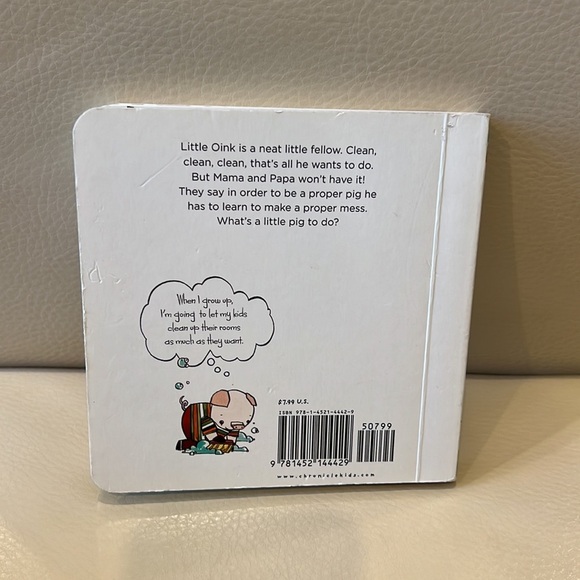 Little Oink is a neat little fellow. Clean,
clean, clean, that's all he wants to do.
But Mama and Papa won't have it!
They say in order to be a proper pig he
has to learn to make a proper mess.
What's a little pig to do?
When I grow up,
I'm going to let my kids
clean up their rooms
as much as they want.
$7.99 U.S.
ISBN 978-1-4521-4442-9
50799
9 781452 144429
www.chroniclekids.com